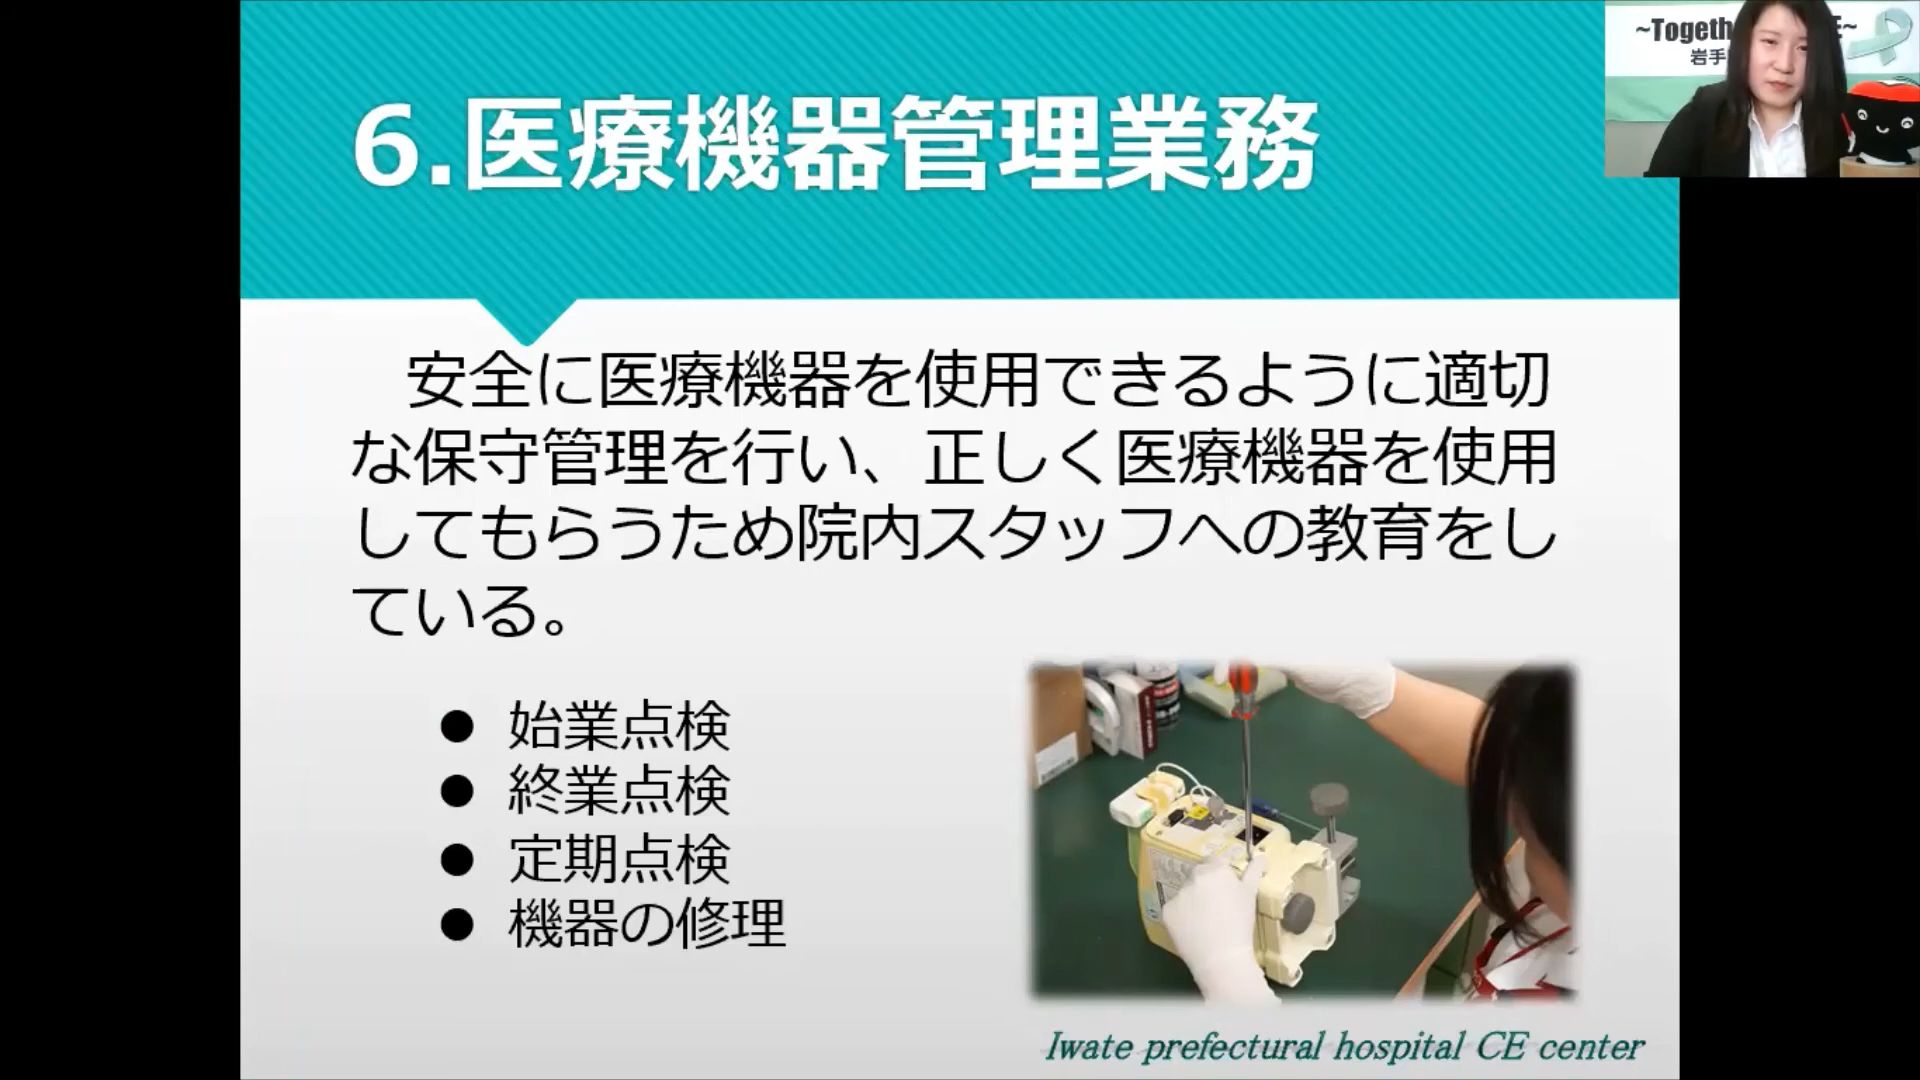 6.医療機器管理業務
~Togeth
E~
岩手
安全に医療機器を使用できるように適切
な保守管理を行い、正しく医療機器を使用
してもらうため院内スタッフへの教育をし
ている。
● 始業点検
● 終業点検
● 定期点検
● 機器の修理
Iwate prefectural hospital CE center